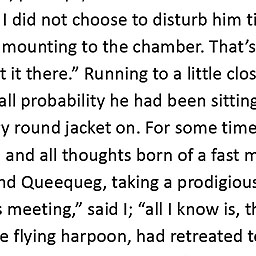 I did not choose to disturb him ti
mounting to the chamber. That's
t it there.” Running to a little clos
all probability he had been sitting
y round jacket on. For some time
and all thoughts born of a fast m
nd Queequeg, taking a prodigious
s meeting,” said I; “all I know is, th
e flying harpoon, had retreated t